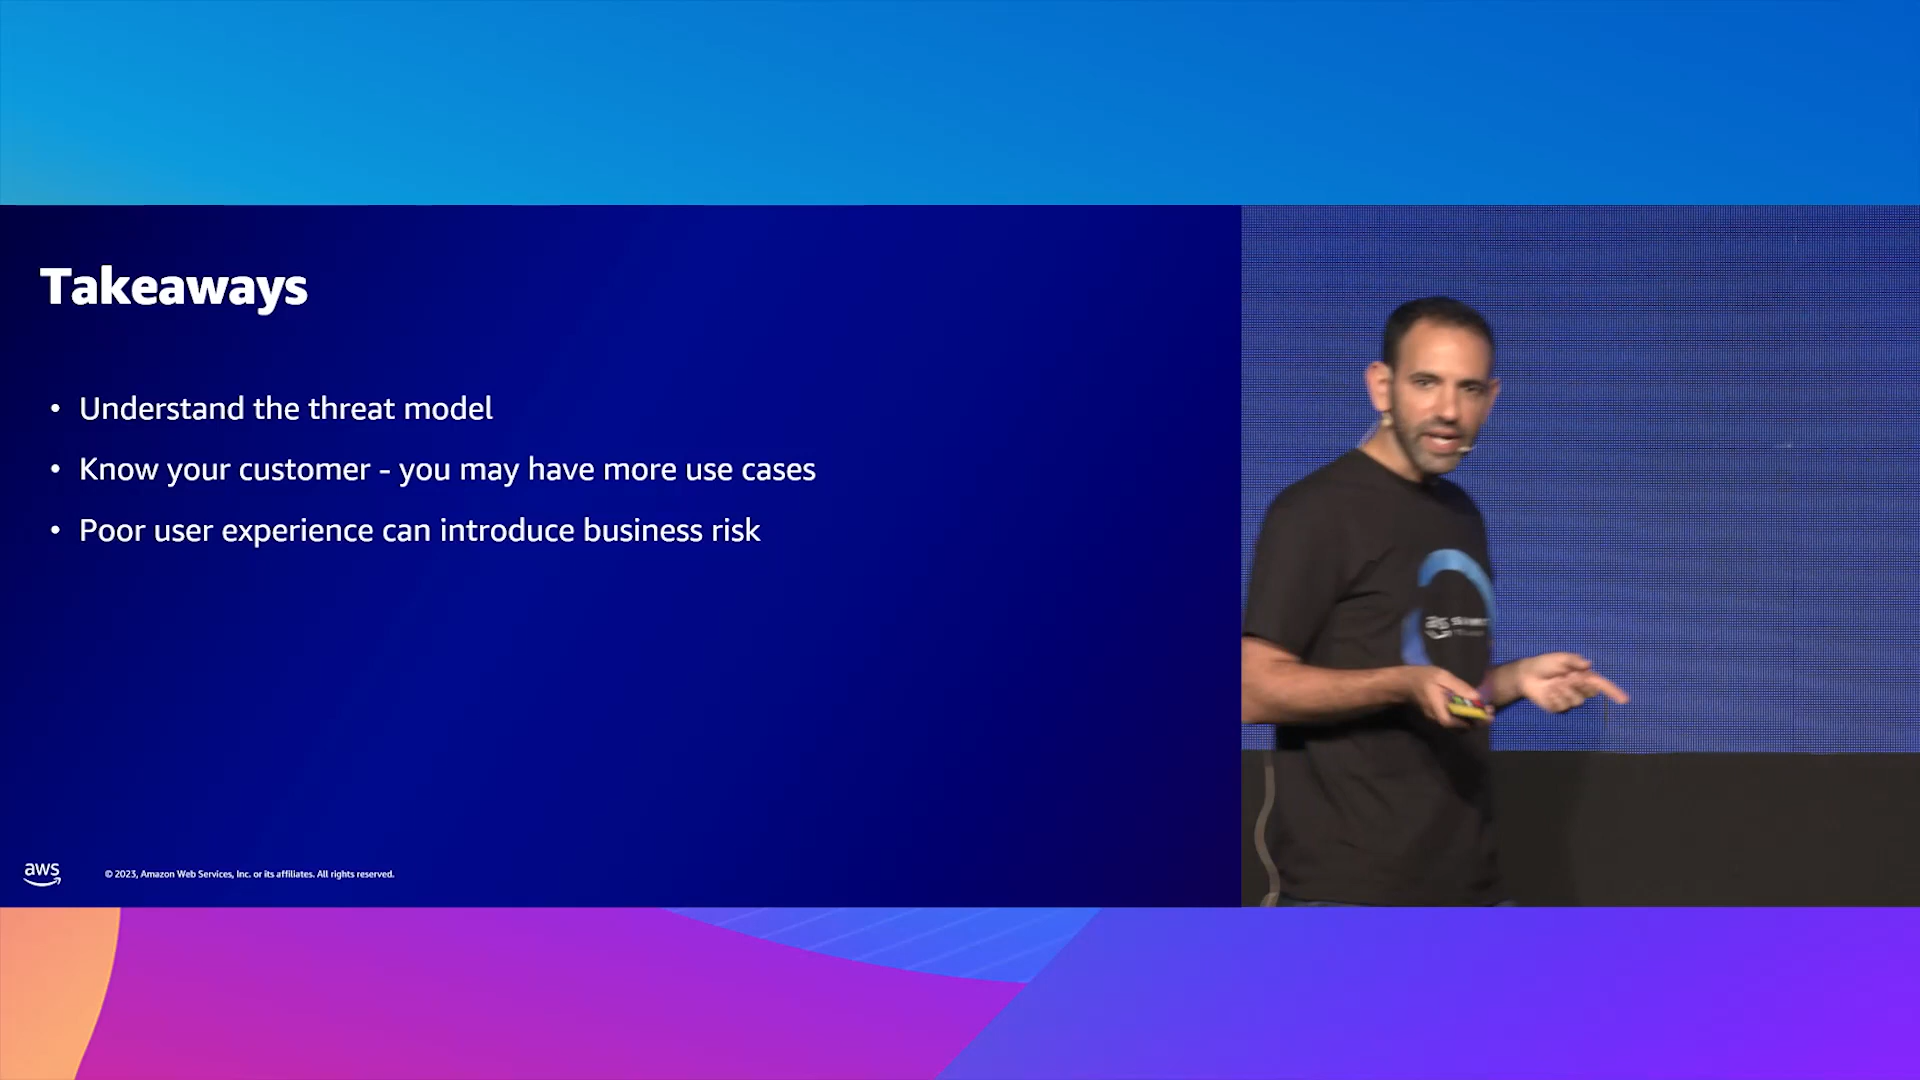 Takeaways
• Understand the threat model
• Know your customer - you may have more use cases
• Poor user experience can introduce business risk
aws
© 2023, Amazon Web Services, Inc. or its affiliates. All rights reserved.